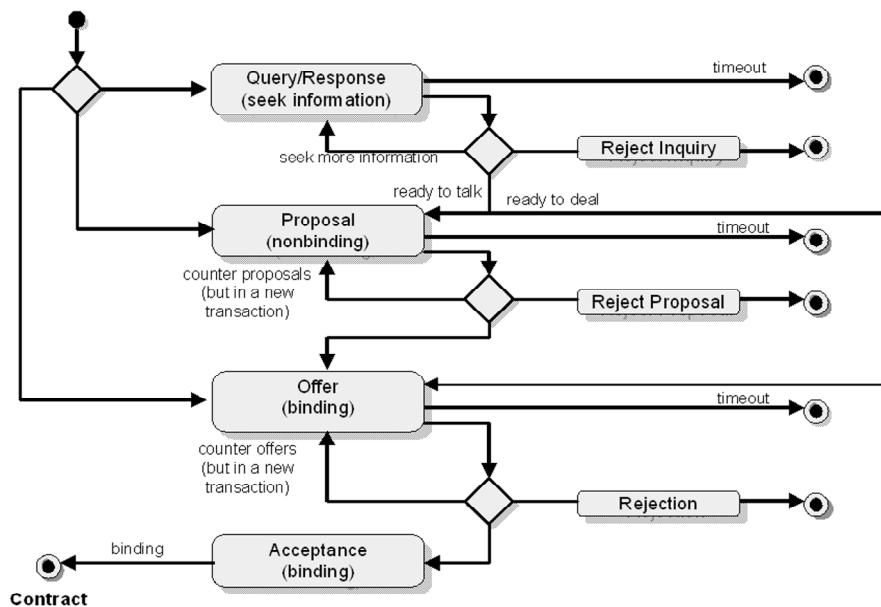 Query/Response
(seek information)
timeout
seek more information
Reject Inquiry
ready to talk
ready to deal
Proposal
(nonbinding)
timeout
counter proposals
(but in a new
transaction)
Reject Proposal
Offer
(binding)
timeout
counter offers
(but in a new
transaction)
Rejection
binding
Acceptance
(binding)
Contract